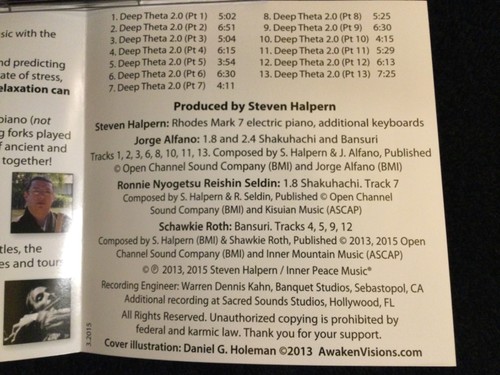 sic with the
nd predicting
ate of stress,
elaxation can
piano (not
g forks played
f ancient and
together!
tles, the
es and tour
1. Deep Theta 2.0 (Pt 1) 5:02
2. Deep Theta 2.0 (Pt 2) 6:51
3. Deep Theta 2.0 (Pt 3) 5:04
4. Deep Theta 2.0 (Pt 4) 6:15
5. Deep Theta 2.0 (Pt 5) 3:54
6. Deep Theta 2.0 (Pt 6) 6:30
7. Deep Theta 2.0 (Pt 7) 4:11
8. Deep Theta 2.0 (Pt 8) 5:25
9. Deep Theta 2.0 (Pt 9) 6:30
10. Deep Theta 2.0 (Pt 10) 4:15
11. Deep Theta 2.0 (Pt 11) 5:29
12. Deep Theta 2.0 (Pt 12) 6:13
13. Deep Theta 2.0 (Pt 13) 7:25
Produced by Steven Halpern
Steven Halpern: Rhodes Mark 7 electric piano, additional keyboards
Jorge Alfano: 1.8 and 2.4 Shakuhachi and Bansuri
Tracks 1, 2, 3, 6, 8, 10, 11, 13. Composed by S. Halpern & J. Alfano, Published
© Open Channel Sound Company (BMI) and Jorge Alfano (BMI)
Ronnie Nyogetsu Reishin Seldin: 1.8 Shakuhachi. Track 7
Composed by S. Halpern & R. Seldin, Published © Open Channel
Sound Company (BMI) and Kisuian Music (ASCAP)
Schawkie Roth: Bansuri. Tracks 4, 5, 9, 12
Composed by S. Halpern (BMI) & Shawkie Roth, Published © 2013, 2015 Open
Channel Sound Company (BMI) and Inner Mountain Music (ASCAP)
© ℗ 2013, 2015 Steven Halpern / Inner Peace Music®
Recording Engineer: Warren Dennis Kahn, Banquet Studios, Sebastopol, CA
Additional recording at Sacred Sounds Studios, Hollywood, FL
All Rights Reserved. Unauthorized copying is prohibited by
federal and karmic law. Thank you for your support.
Cover illustration: Daniel G. Holeman ©2013 AwakenVisions.com
3.2015